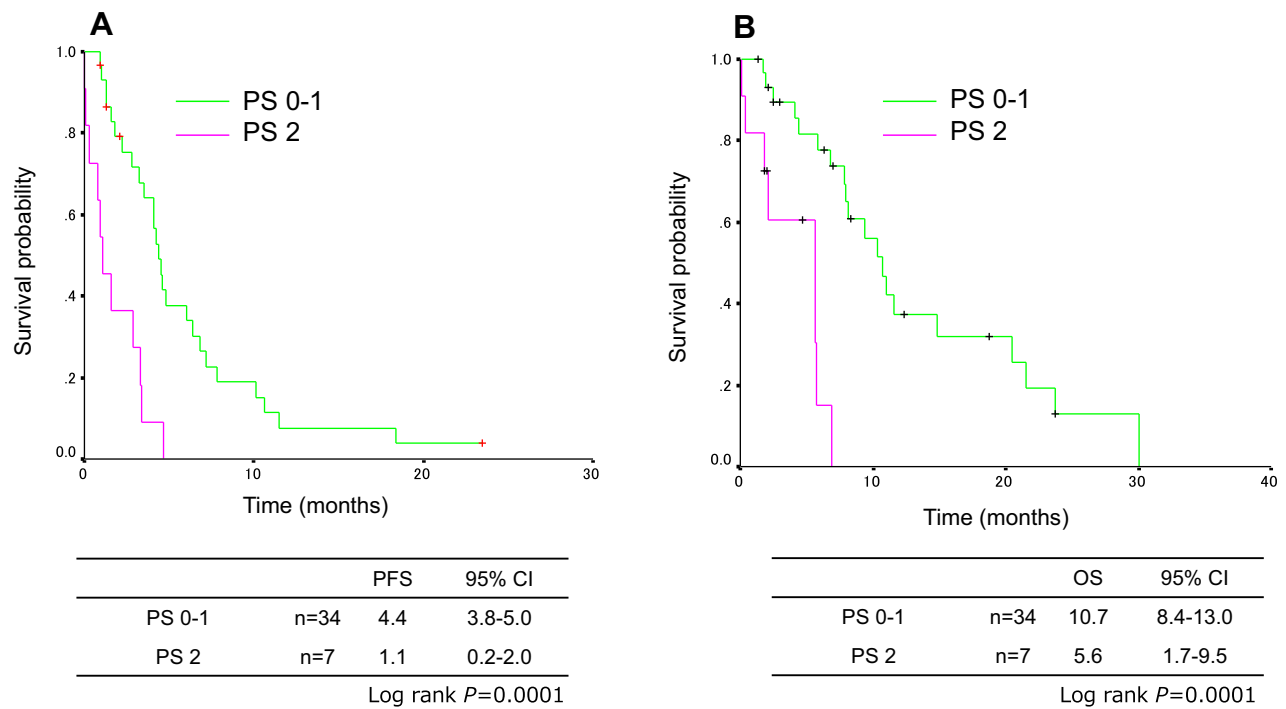 A
1.0
.8
.6
.4
.2
0.0
Survival probability
PS 0-1
PS 2
0 10 20 30
Time (months)
PFS 95% CI
PS 0-1 n=34 4.4 3.8-5.0
PS 2 n=7 1.1 0.2-2.0
Log rank P=0.0001
B
1.0
.8
.6
.4
.2
0.0
Survival probability
PS 0-1
PS 2
0 10 20 30 40
Time (months)
OS 95% CI
PS 0-1 n=34 10.7 8.4-13.0
PS 2 n=7 5.6 1.7-9.5
Log rank P=0.0001